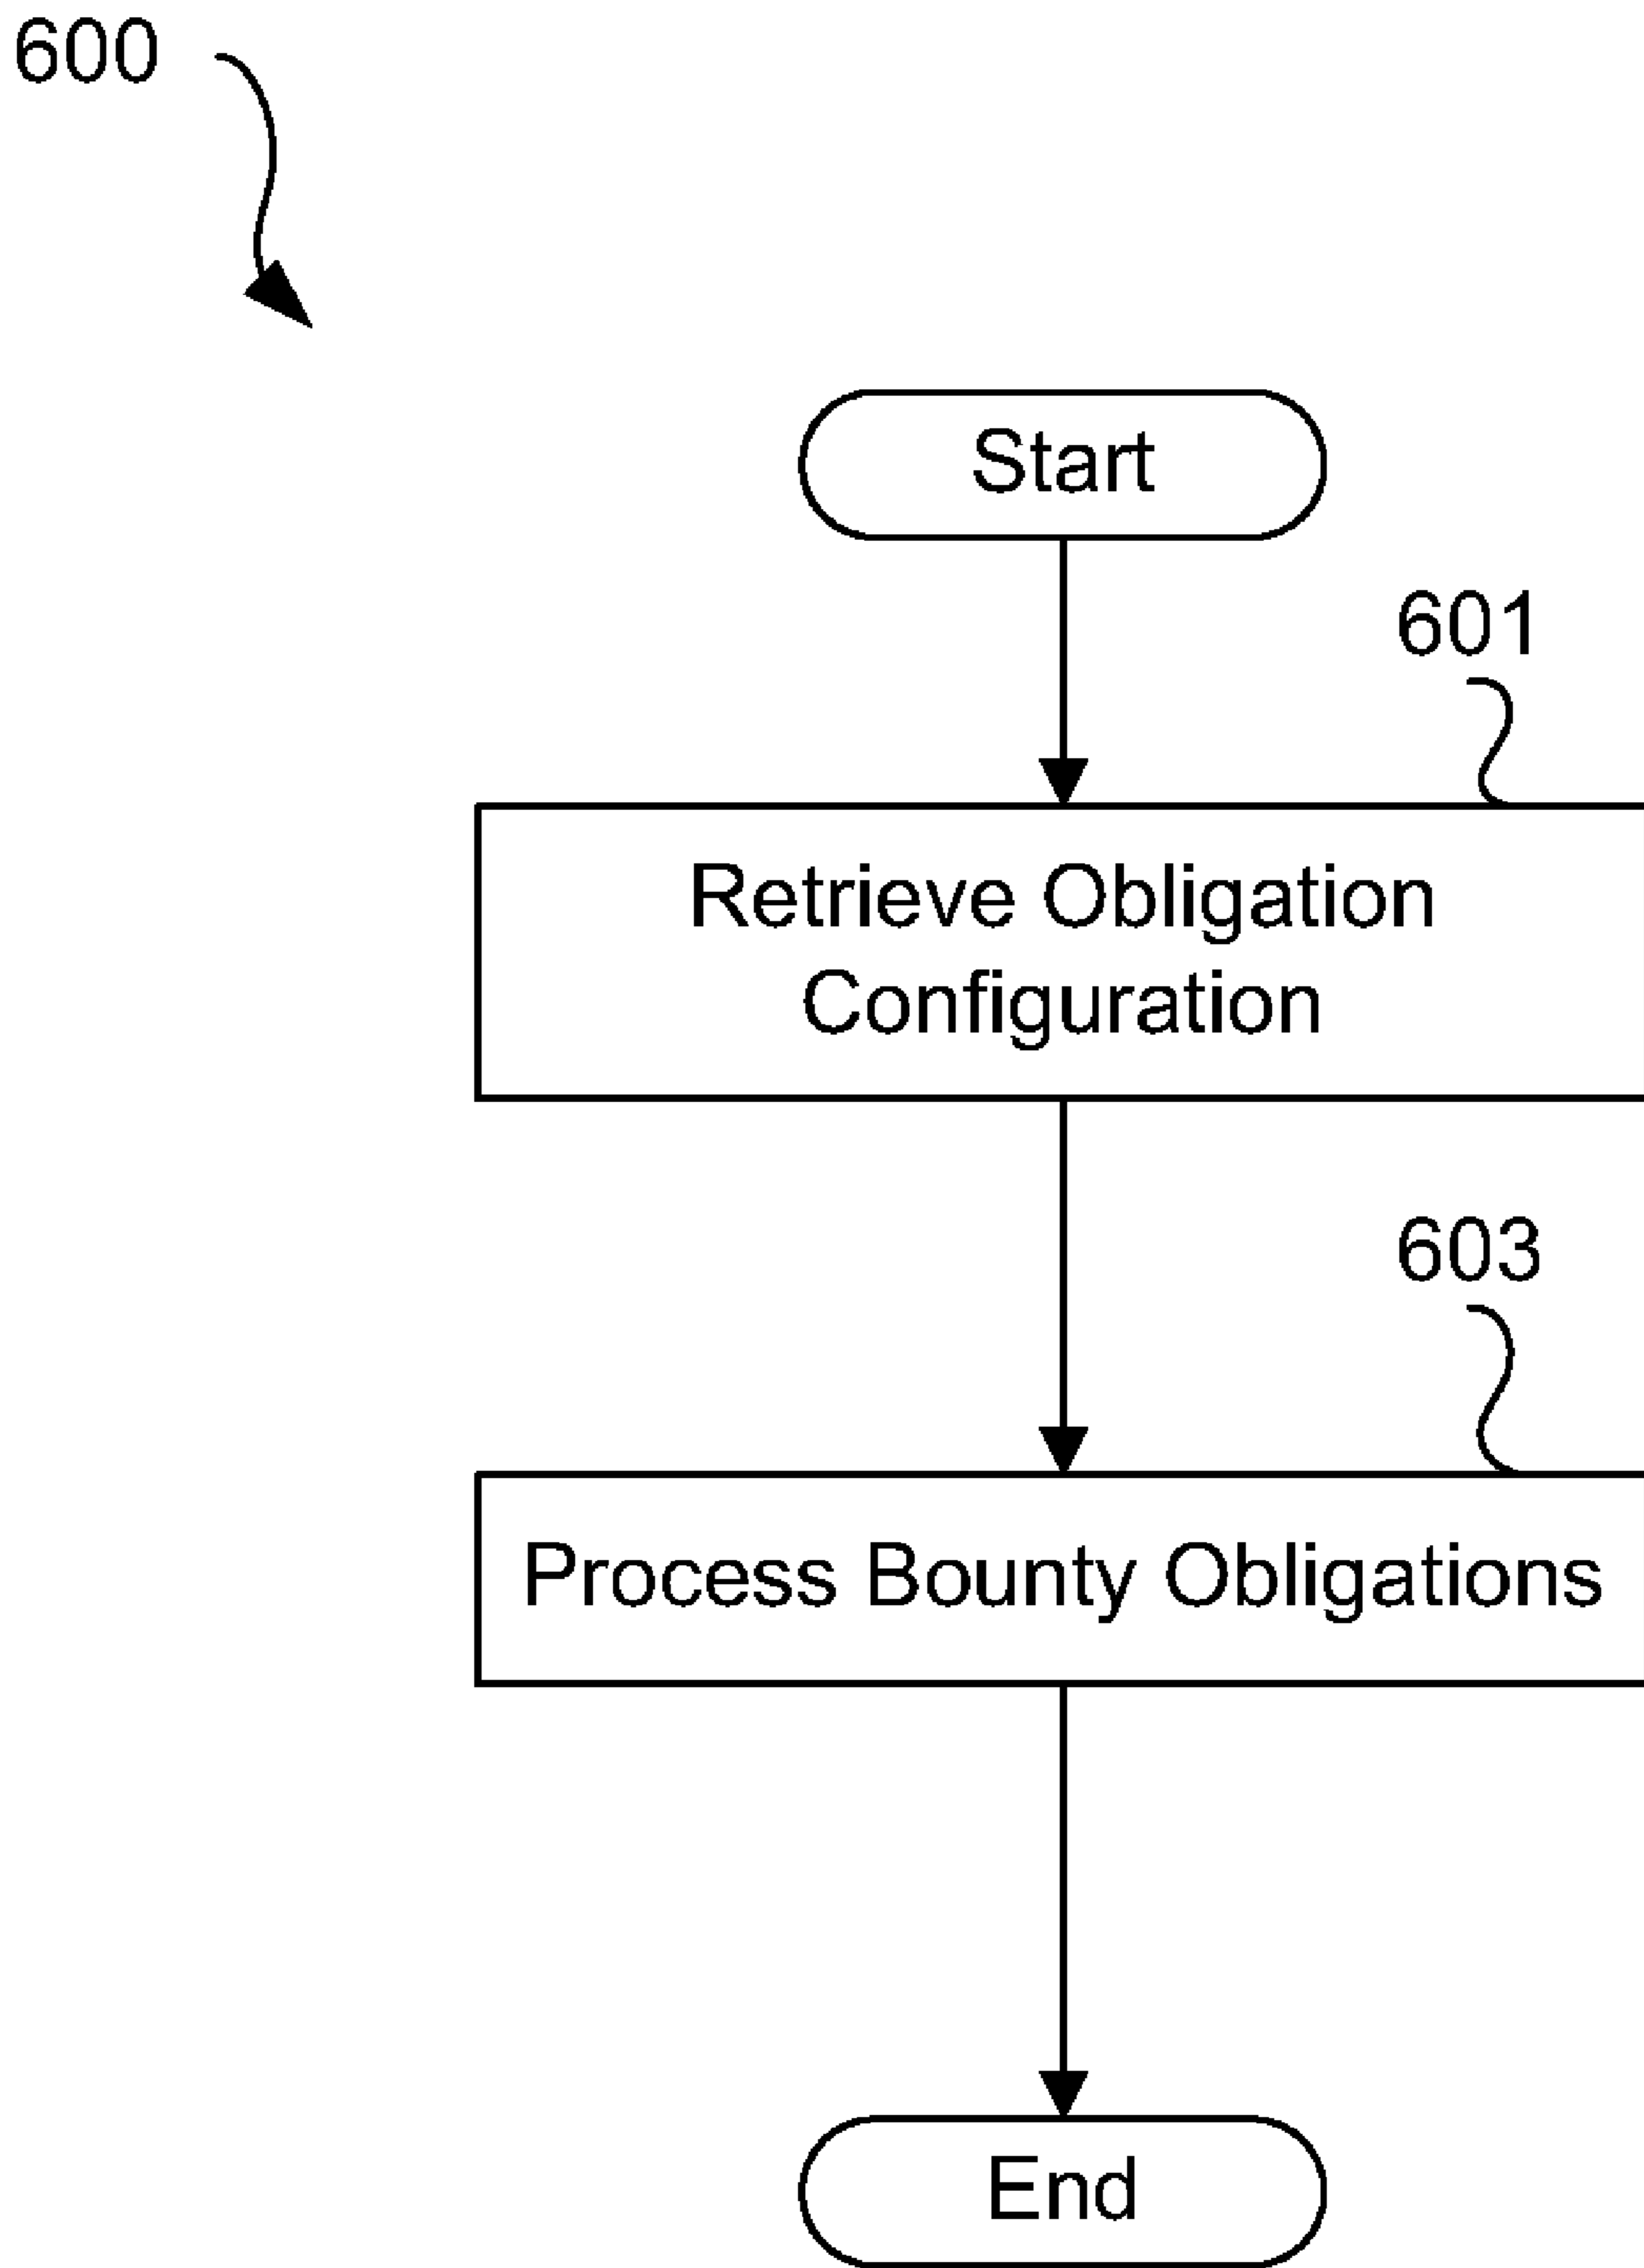 600
Start
601
Retrieve Obligation
Configuration
603
Process Bounty Obligations
End